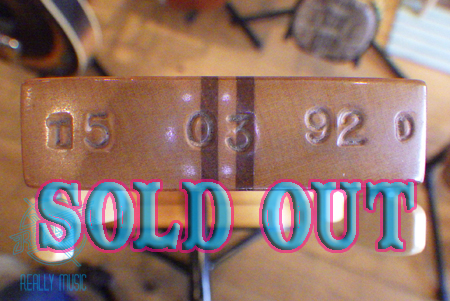 T5 03 92 D
SOLD OUT
REALLY MUSIC